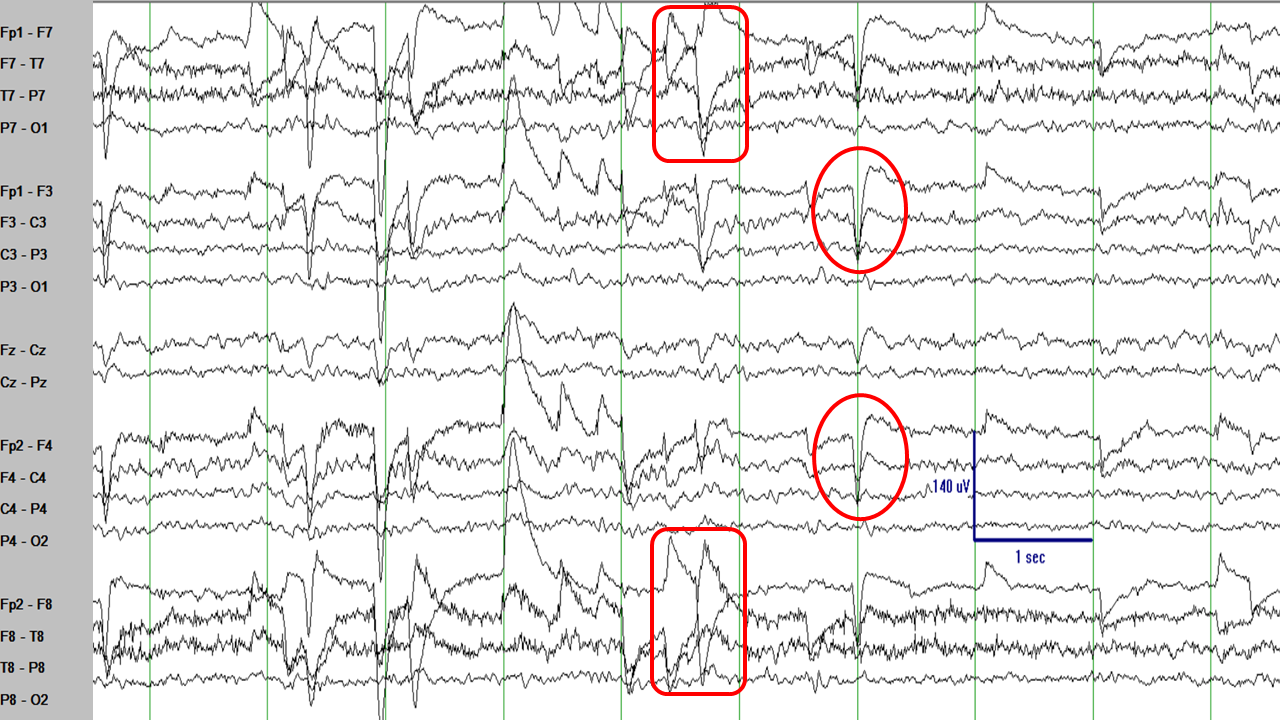 Fp1 - F7
F7 - T7
T7 - P7
P7 - O1
Fp1 - F3
F3 - C3
C3 - P3
P3 - O1
Fz - Cz
Cz - Pz
Fp2 - F4
F4 - C4
C4 - P4
P4 - O2
Fp2 - F8
F8 - T8
T8 - P8
P8 - O2
140 uV
1 sec